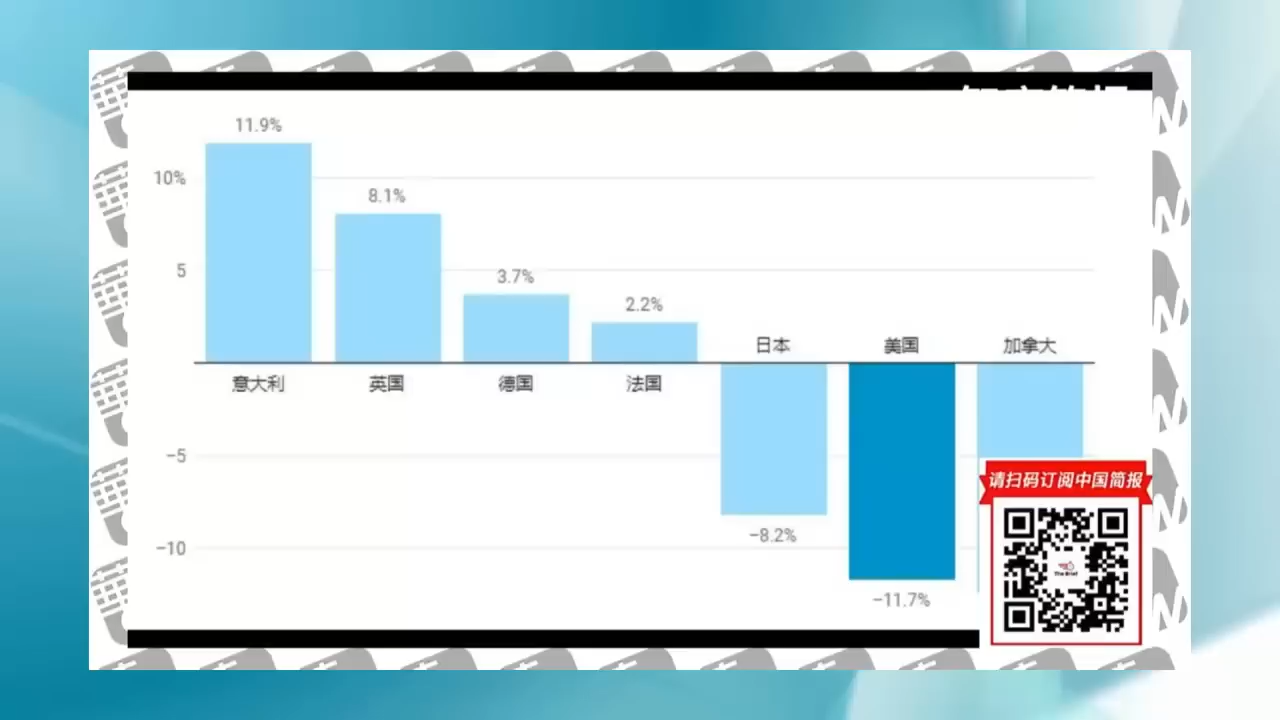 11.9%
10%
8.1%
5
3.7%
2.2%
日本
美国
加拿大
意大利
英国
德国
法国
−5
请扫码订阅中国简报
−8.2%
−10
The Brief
−11.7%